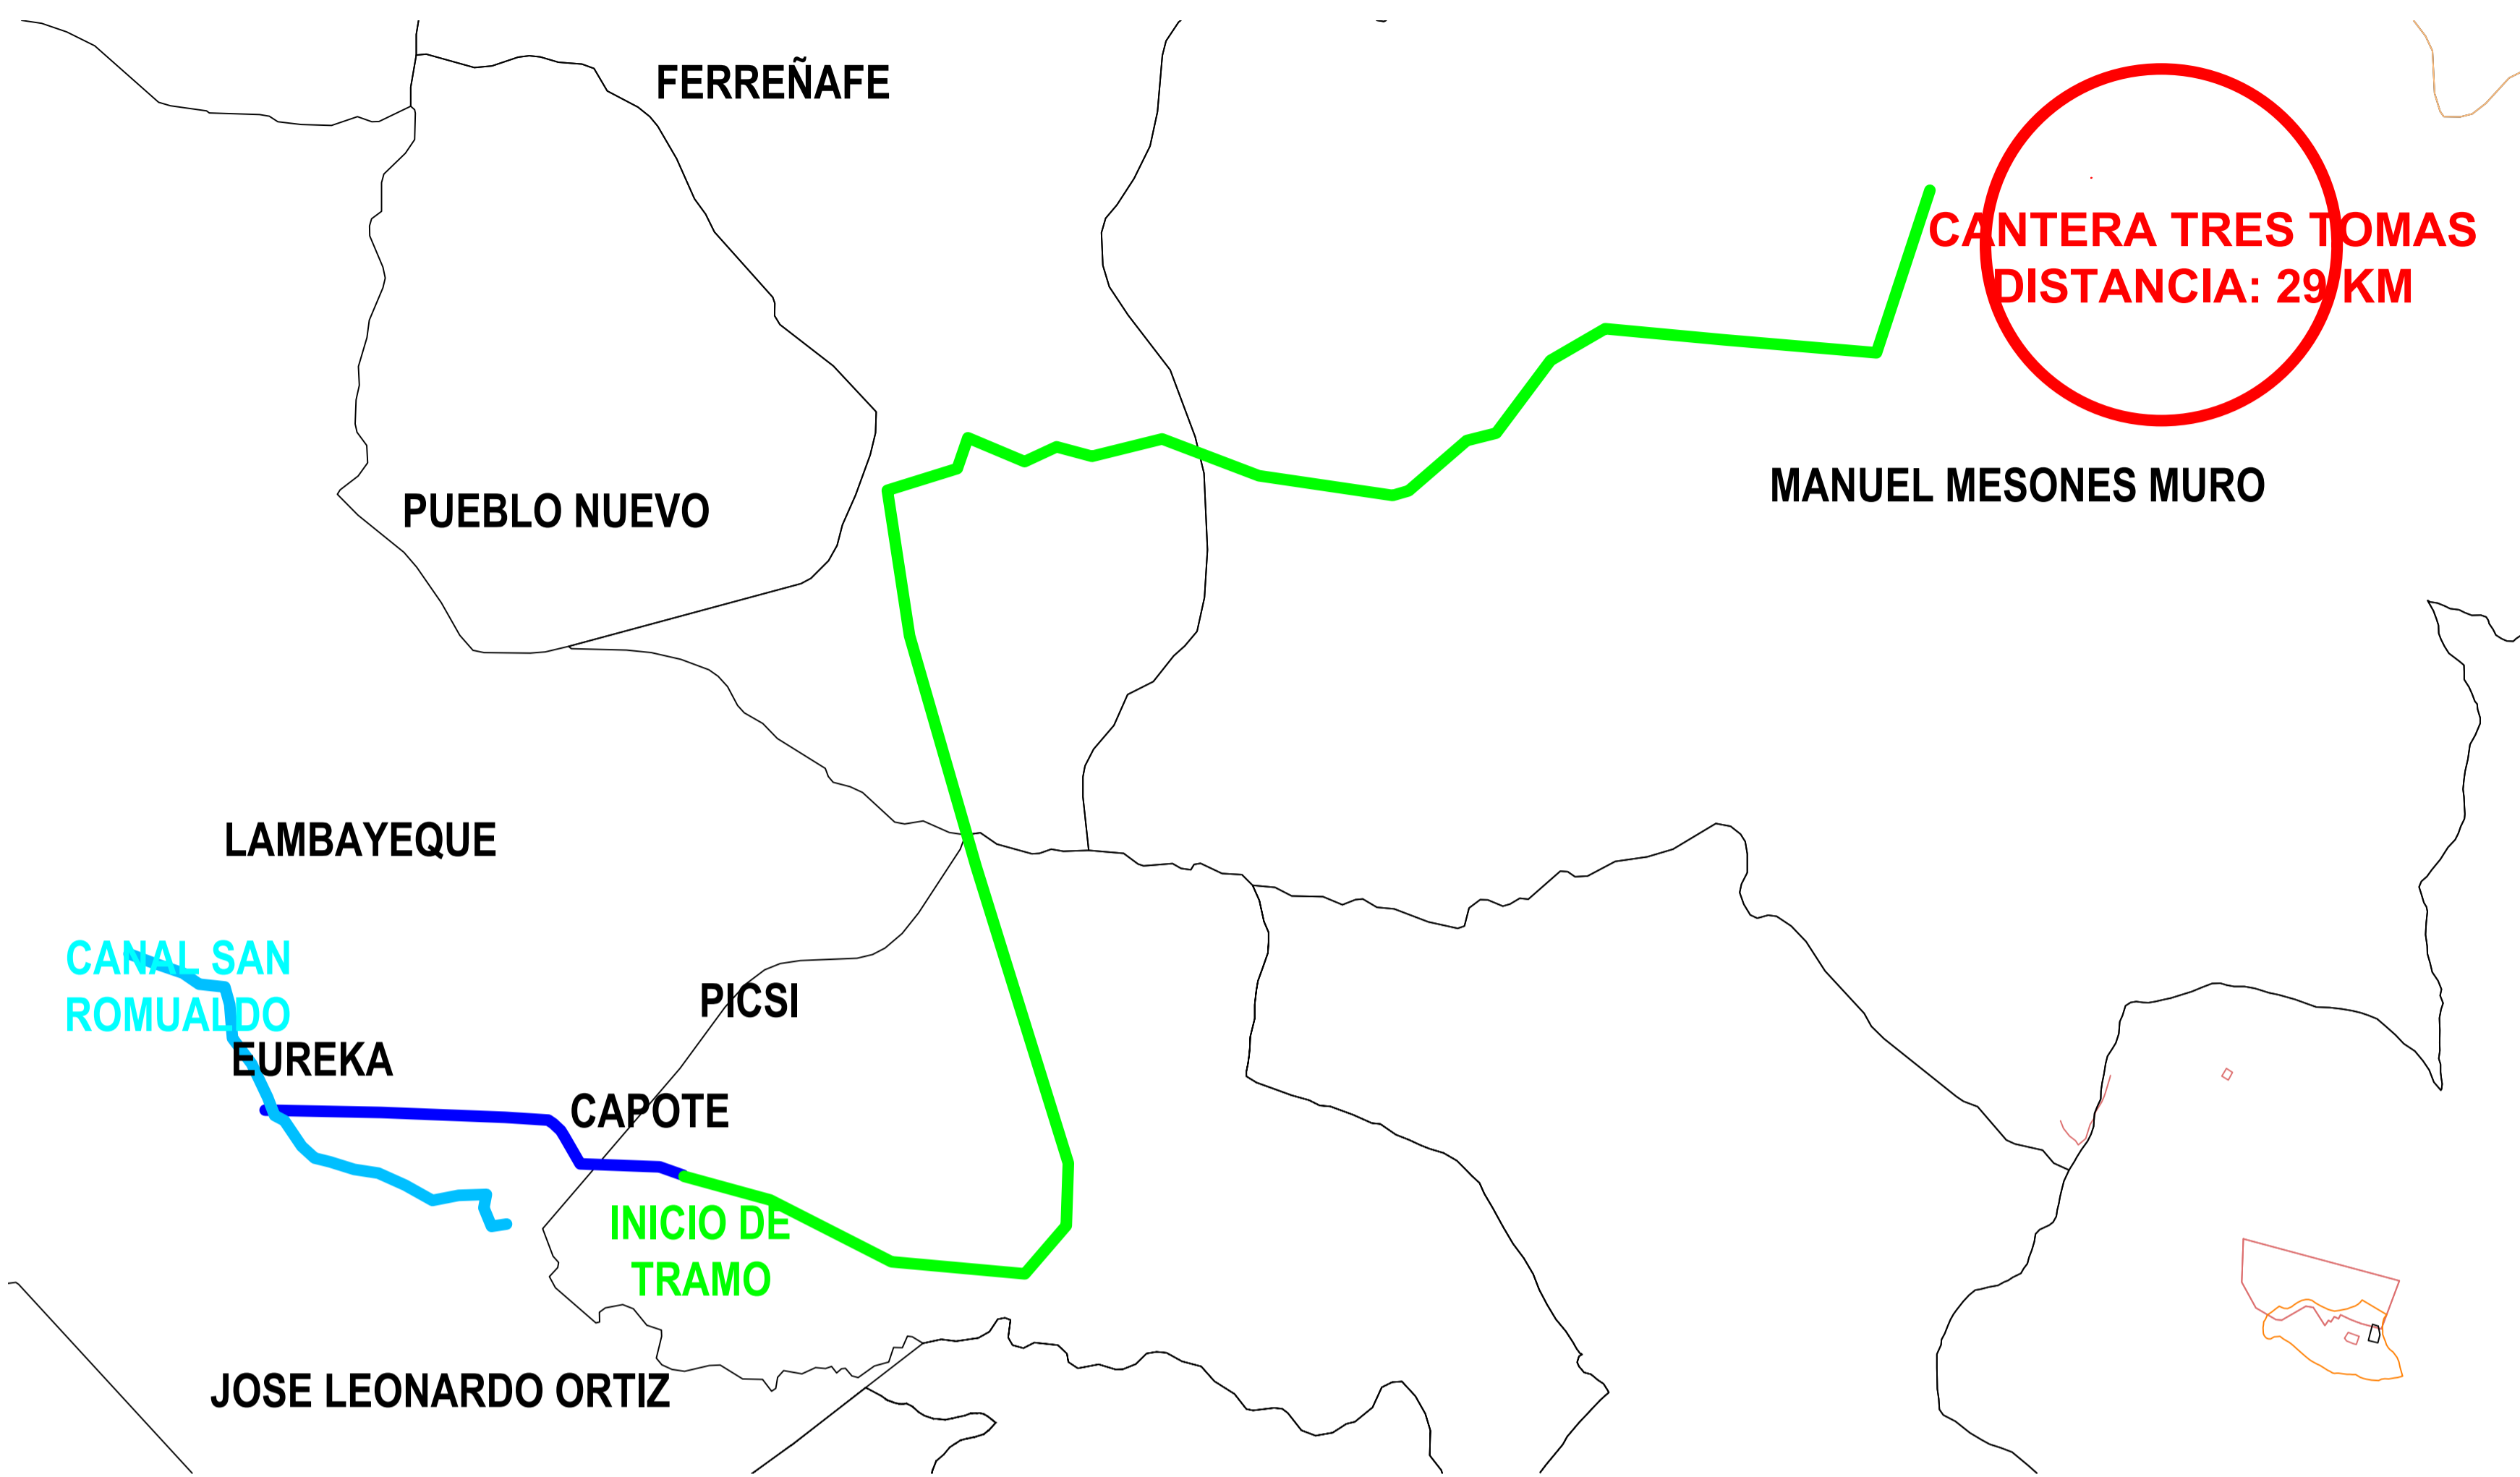 FERREÑAFE
CANTERA TRES TOMAS
DISTANCIA: 29 KM
MANUEL MESONES MURO
PUEBLO NUEVO
LAMBAYEQUE
CANAL SAN
ROMUALDO
PICSI
EUREKA
CAPOTE
INICIO DE
TRAMO
JOSE LEONARDO ORTIZ